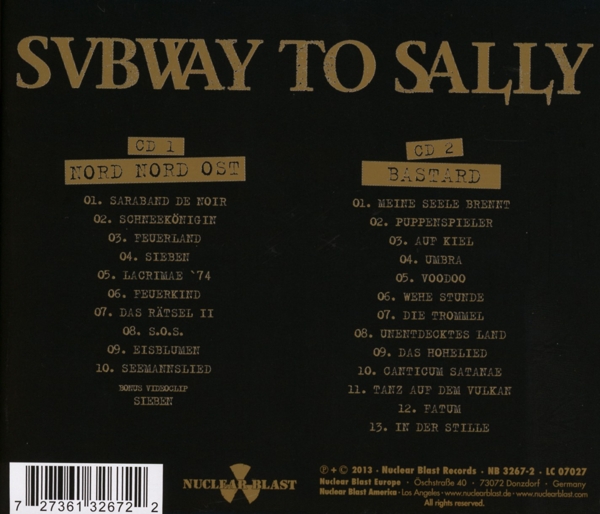 SVBWAY TO SALLY
CD 1
NORD NORD OST
01. SARABAND DE NOIR
02. SCHNEEKÖNIGIN
03. FEUERLAND
04. SIEBEN
05. LACRIMAE '74
06. FEUERKIND
07. DAS RÄTSEL II
08. S.O.S.
09. EISBLUMEN
10. SEEMANNSLIED
BONUS VIDEOCLIP
SIEBEN
CD 2
BASTARD
01. MEINE SEELE BRENNT
02. PUPPENSPIELER
03. AUF KIEL
04. UMBRA
05. VOODOO
06. WEHE STUNDE
07. DIE TROMMEL
08. UNENTDECKTES LAND
09. DAS HOHELIED
10. CANTICUM SATANAE
11. TANZ AUF DEM VULKAN
12. FATUM
13. IN DER STILLE
7 27361 32672 2
NUCLEAR BLAST
℗ + © 2013 · Nuclear Blast Records · NB 3267-2 · LC 07027
Nuclear Blast Europe · Öschstraße 40 · 73072 Donzdorf · Germany
Nuclear Blast America · Los Angeles · www.nuclearblast.de · www.nuclearblast.com
All rights reserved.